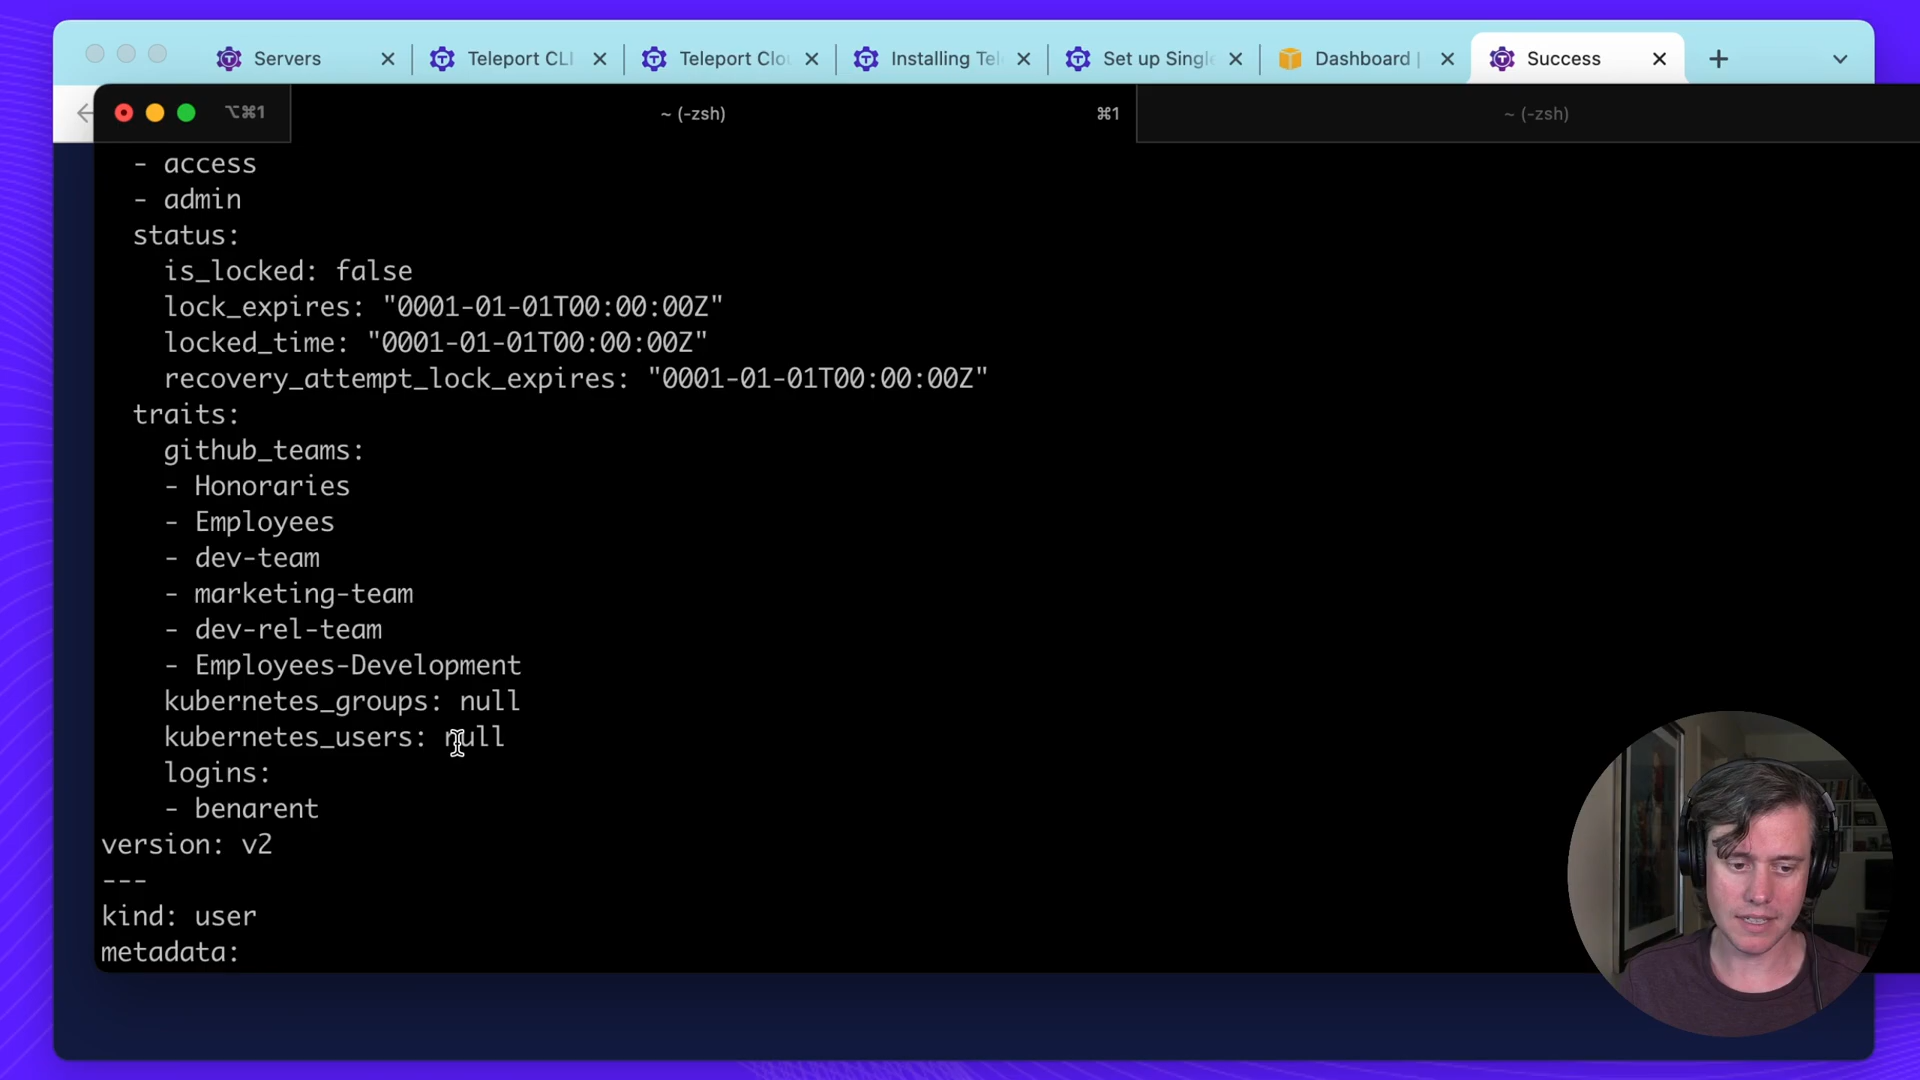 Servers
Teleport CLI
Teleport Clo
Installing Tel
Set up Singl
Dashboard |
Success
⌥⌘1
~ (-zsh)
⌘1
~ (-zsh)
- access
- admin
status:
is_locked: false
lock_expires: "0001-01-01T00:00:00Z"
locked_time: "0001-01-01T00:00:00Z"
recovery_attempt_lock_expires: "0001-01-01T00:00:00Z"
traits:
github_teams:
- Honoraries
- Employees
- dev-team
- marketing-team
- dev-rel-team
- Employees-Development
kubernetes_groups: null
kubernetes_users: null
logins:
- benarent
version: v2
---
kind: user
metadata: